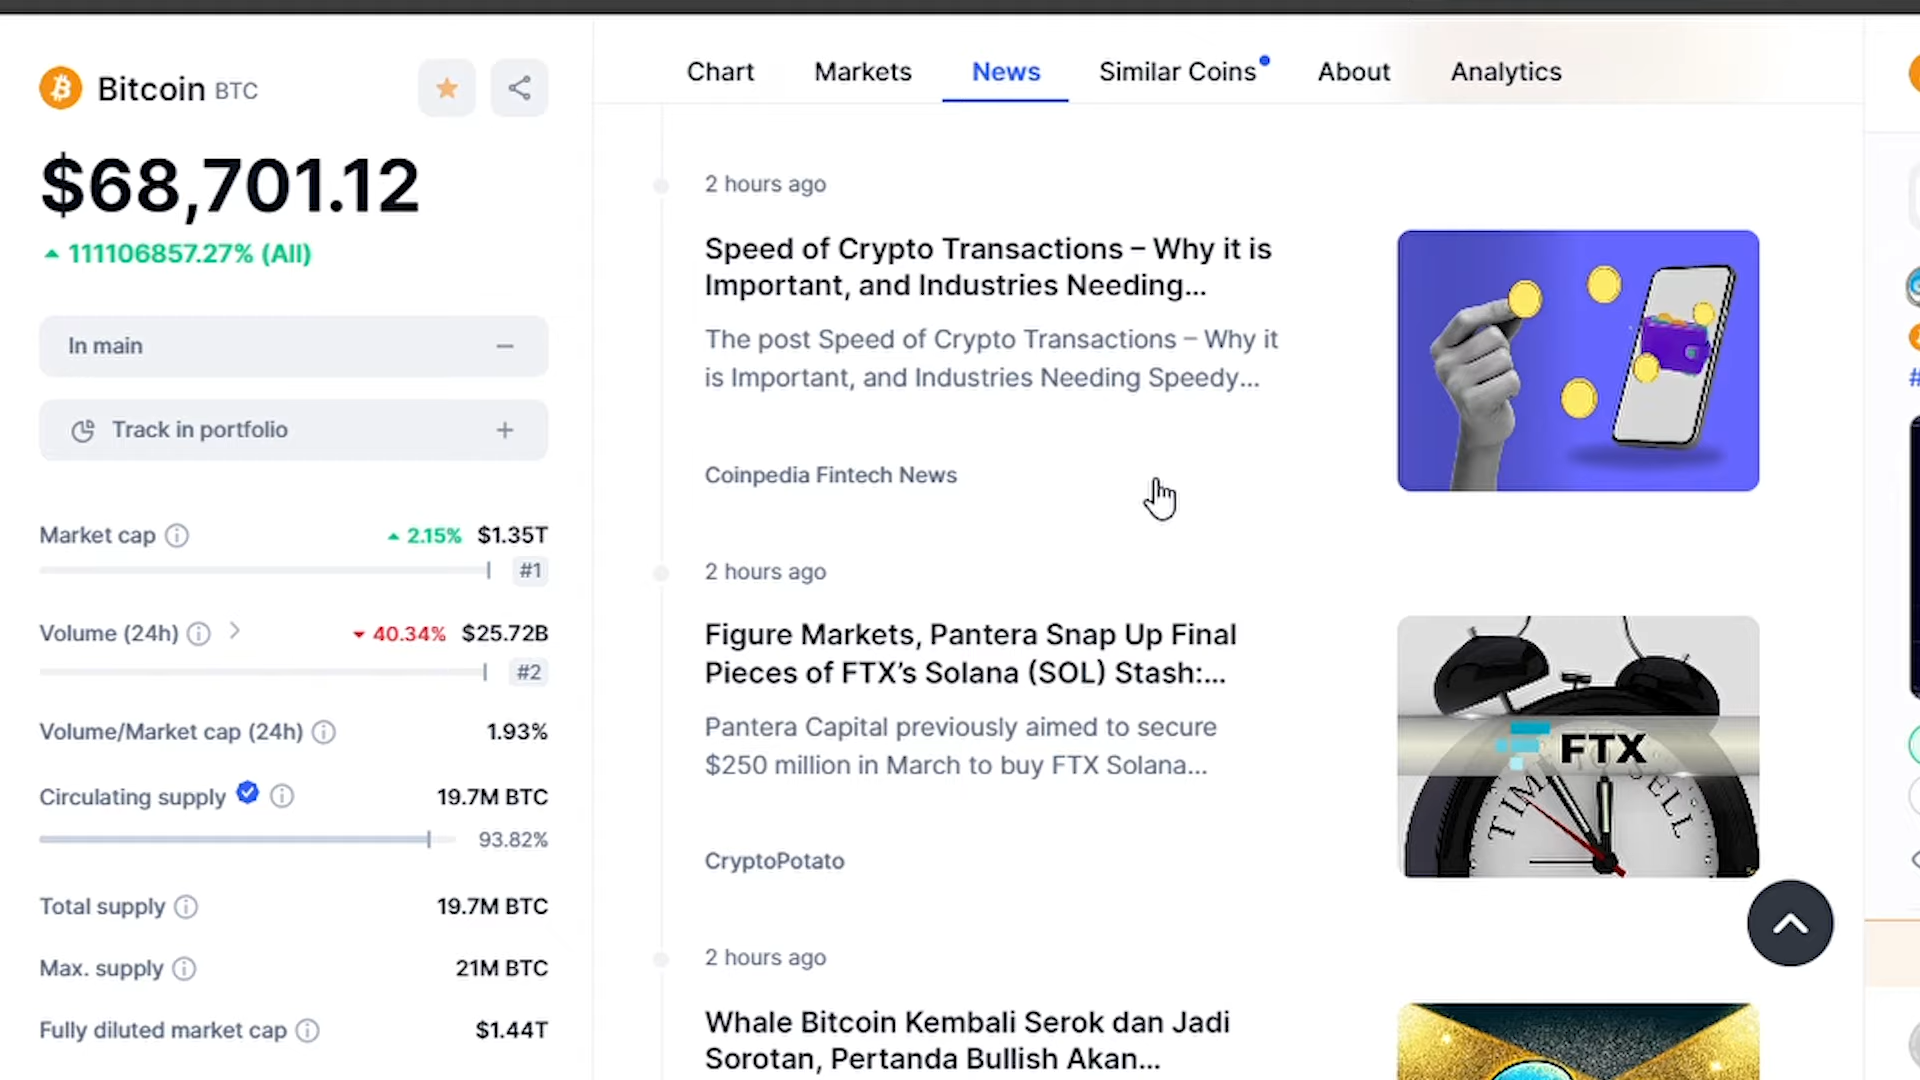 Bitcoin BTC
$68,701.12
111106857.27% (All)
In main
Track in portfolio
Market cap 2.15% $1.35T
#1
Volume (24h) 40.34% $25.72B
#2
Volume/Market cap (24h) 1.93%
Circulating supply 19.7M BTC
93.82%
Total supply 19.7M BTC
Max. supply 21M BTC
Fully diluted market cap $1.44T
Chart Markets News Similar Coins About Analytics
2 hours ago
Speed of Crypto Transactions – Why it is
Important, and Industries Needing...
The post Speed of Crypto Transactions – Why it
is Important, and Industries Needing Speedy...
Coinpedia Fintech News
2 hours ago
Figure Markets, Pantera Snap Up Final
Pieces of FTX’s Solana (SOL) Stash:...
Pantera Capital previously aimed to secure
$250 million in March to buy FTX Solana...
CryptoPotato
FTX
TIME TO SELL
2 hours ago
Whale Bitcoin Kembali Serok dan Jadi
Sorotan, Pertanda Bullish Akan...
#